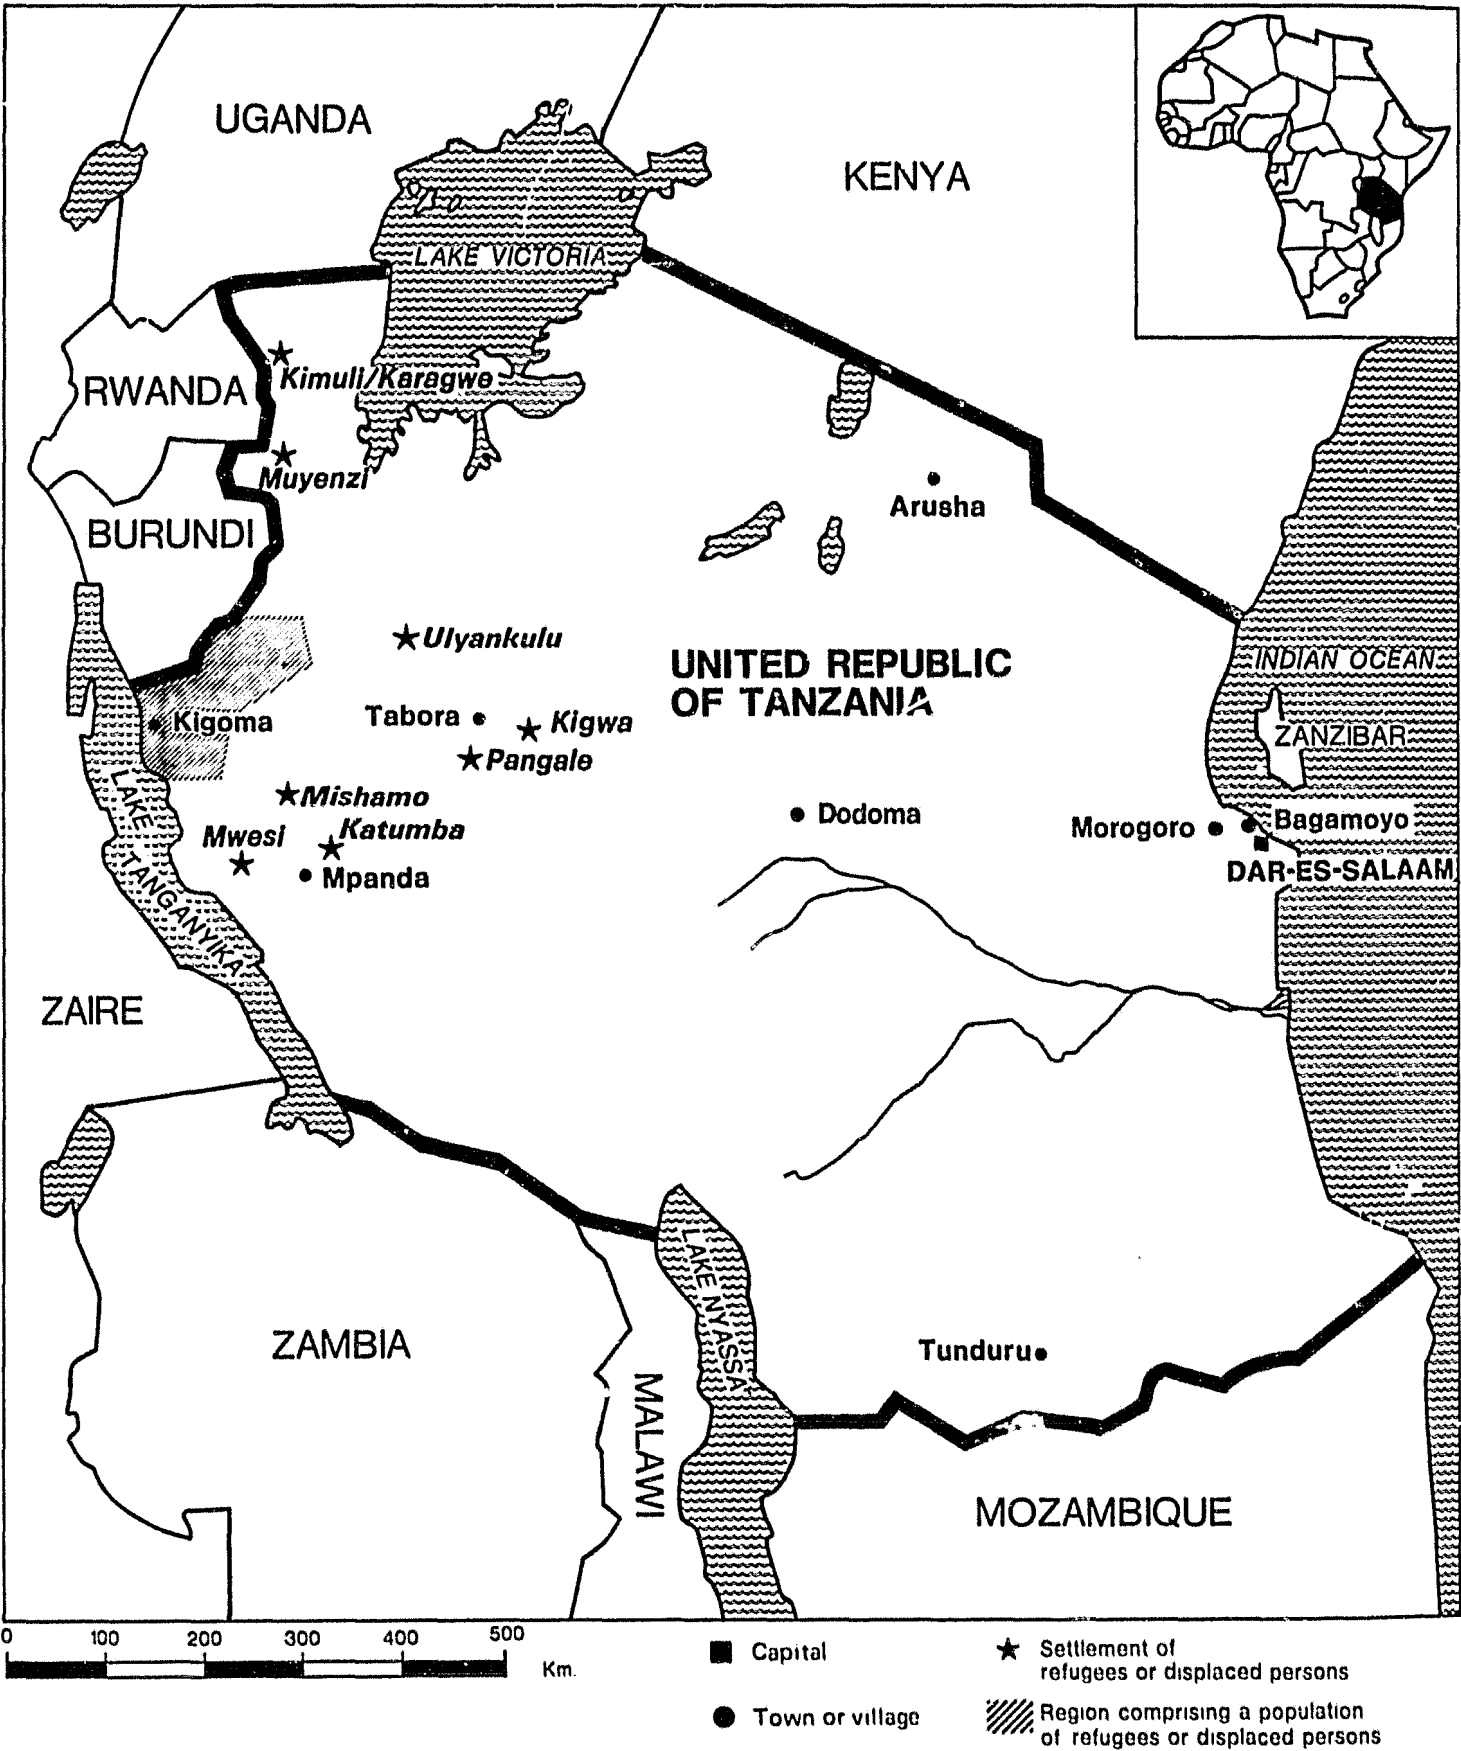 UGANDA
KENYA
LAKE VICTORIA
Kimuli/Karagwe
RWANDA
Muyenzi
Arusha
BURUNDI
Ulyankulu
UNITED REPUBLIC
OF TANZANIA
INDIAN OCEAN
Kigoma
Tabora
Kigwa
ZANZIBAR
Pangale
LAKE TANGANYIKA
Mishamo
Mwesi
Katumba
Dodoma
Morogoro
Bagamoyo
Mpanda
DAR-ES-SALAAM
ZAIRE
LAKE NYASSA
ZAMBIA
Tunduru
MALAWI
MOZAMBIQUE
0 100 200 300 400 500
Km.
Capital
Settlement of
refugees or displaced persons
Town or village
Region comprising a population
of refugees or displaced persons